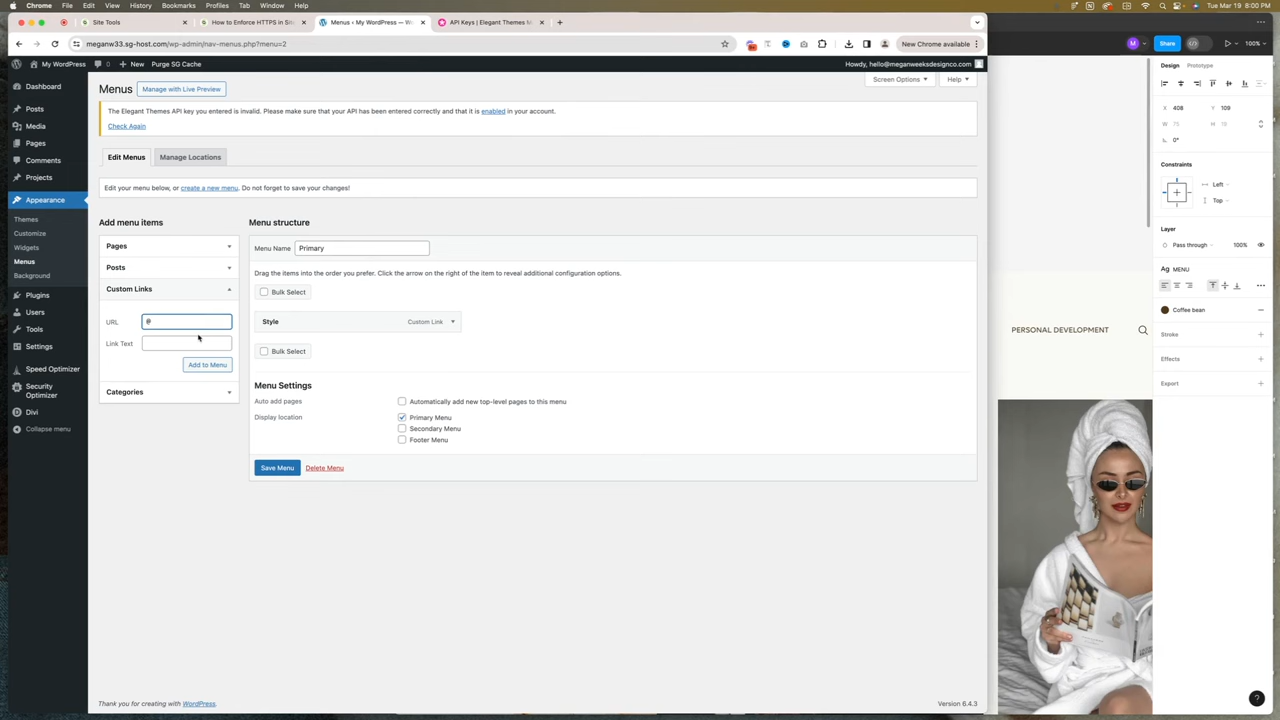 Chrome File Edit View History Bookmarks Profiles Tab Window Help
Tue Mar 19 8:00 PM
Site Tools
How to Enforce HTTPS in Site
Menus ‹ My WordPress — Word
API Keys | Elegant Themes Me
meganw33.sg-host.com/wp-admin/nav-menus.php?menu=2
New Chrome available
My WordPress 0 New Purge SG Cache
Howdy, hello@meganweeksdesignco.com
Dashboard
Posts
Media
Pages
Comments
Projects
Appearance
Themes
Customize
Widgets
Menus
Background
Plugins
Users
Tools
Settings
Speed Optimizer
Security
Optimizer
Divi
Collapse menu
Menus
Manage with Live Preview
Screen Options
Help
The Elegant Themes API key you entered is invalid. Please make sure that your API has been entered correctly and that it is enabled in your account.
Check Again
Edit Menus
Manage Locations
Edit your menu below, or create a new menu. Do not forget to save your changes!
Add menu items
Pages
Posts
Custom Links
URL
@
Link Text
Add to Menu
Categories
Menu structure
Menu Name Primary
Drag the items into the order you prefer. Click the arrow on the right of the item to reveal additional configuration options.
Bulk Select
Style Custom Link
Bulk Select
Menu Settings
Auto add pages
Automatically add new top-level pages to this menu
Display location
Primary Menu
Secondary Menu
Footer Menu
Save Menu
Delete Menu
Thank you for creating with WordPress.
Version 6.4.3
PERSONAL DEVELOPMENT
M
Share
100%
Design Prototype
X 408 Y 109
W 75 H 19
0°
Constraints
Left
Top
Layer
Pass through 100%
Ag MENU
Coffee bean
Stroke
Effects
Export
?